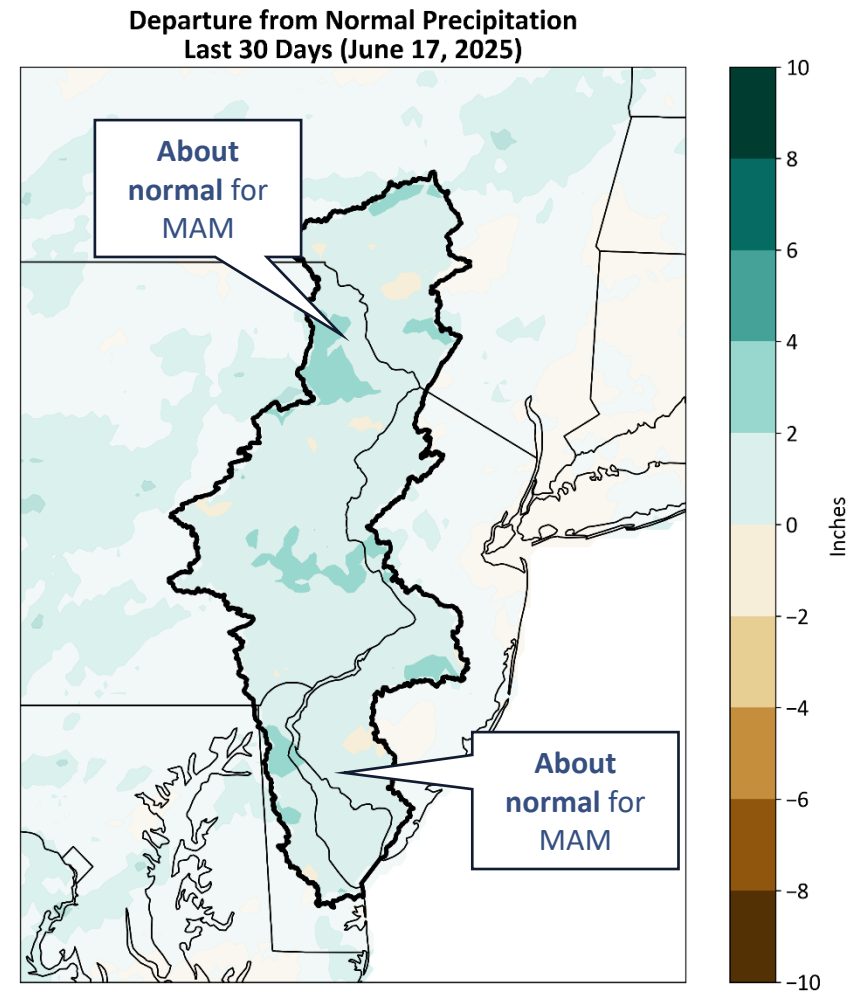 Departure from Normal Precipitation
Last 30 Days (June 17, 2025)
About
normal for
MAM
About
normal for
MAM
10
8
6
4
2
0
−2
−4
−6
−8
−10
Inches